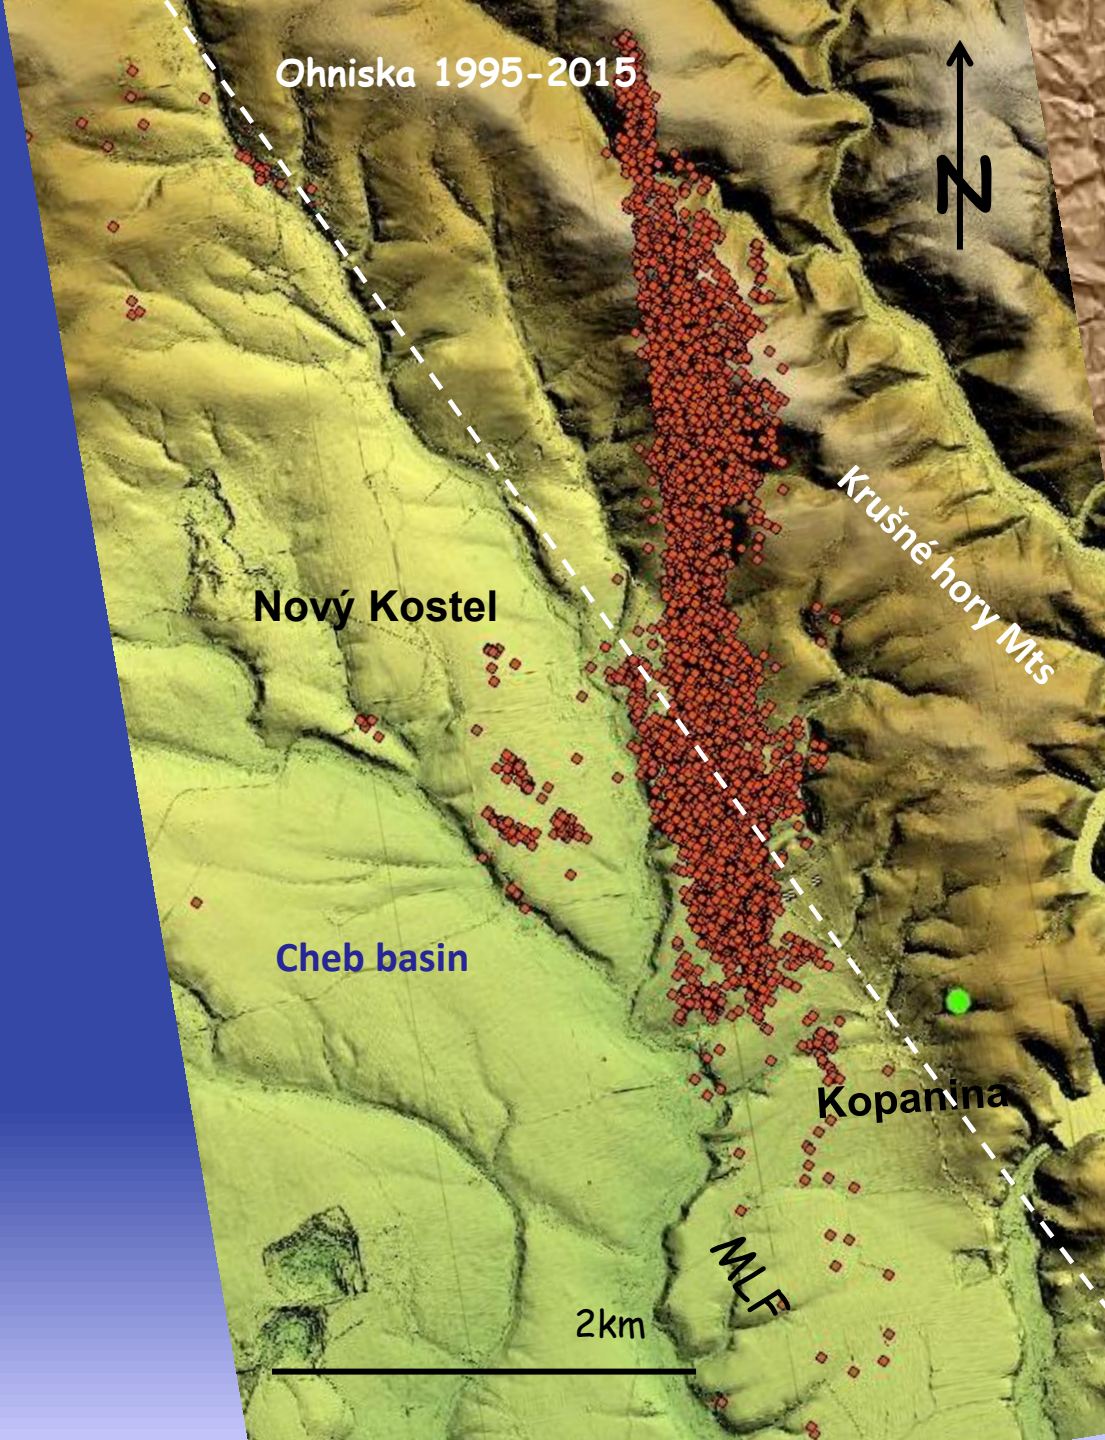 Ohniska 1995-2015
N
Krušné hory Mts
Nový Kostel
Cheb basin
Kopanina
MLF
2km